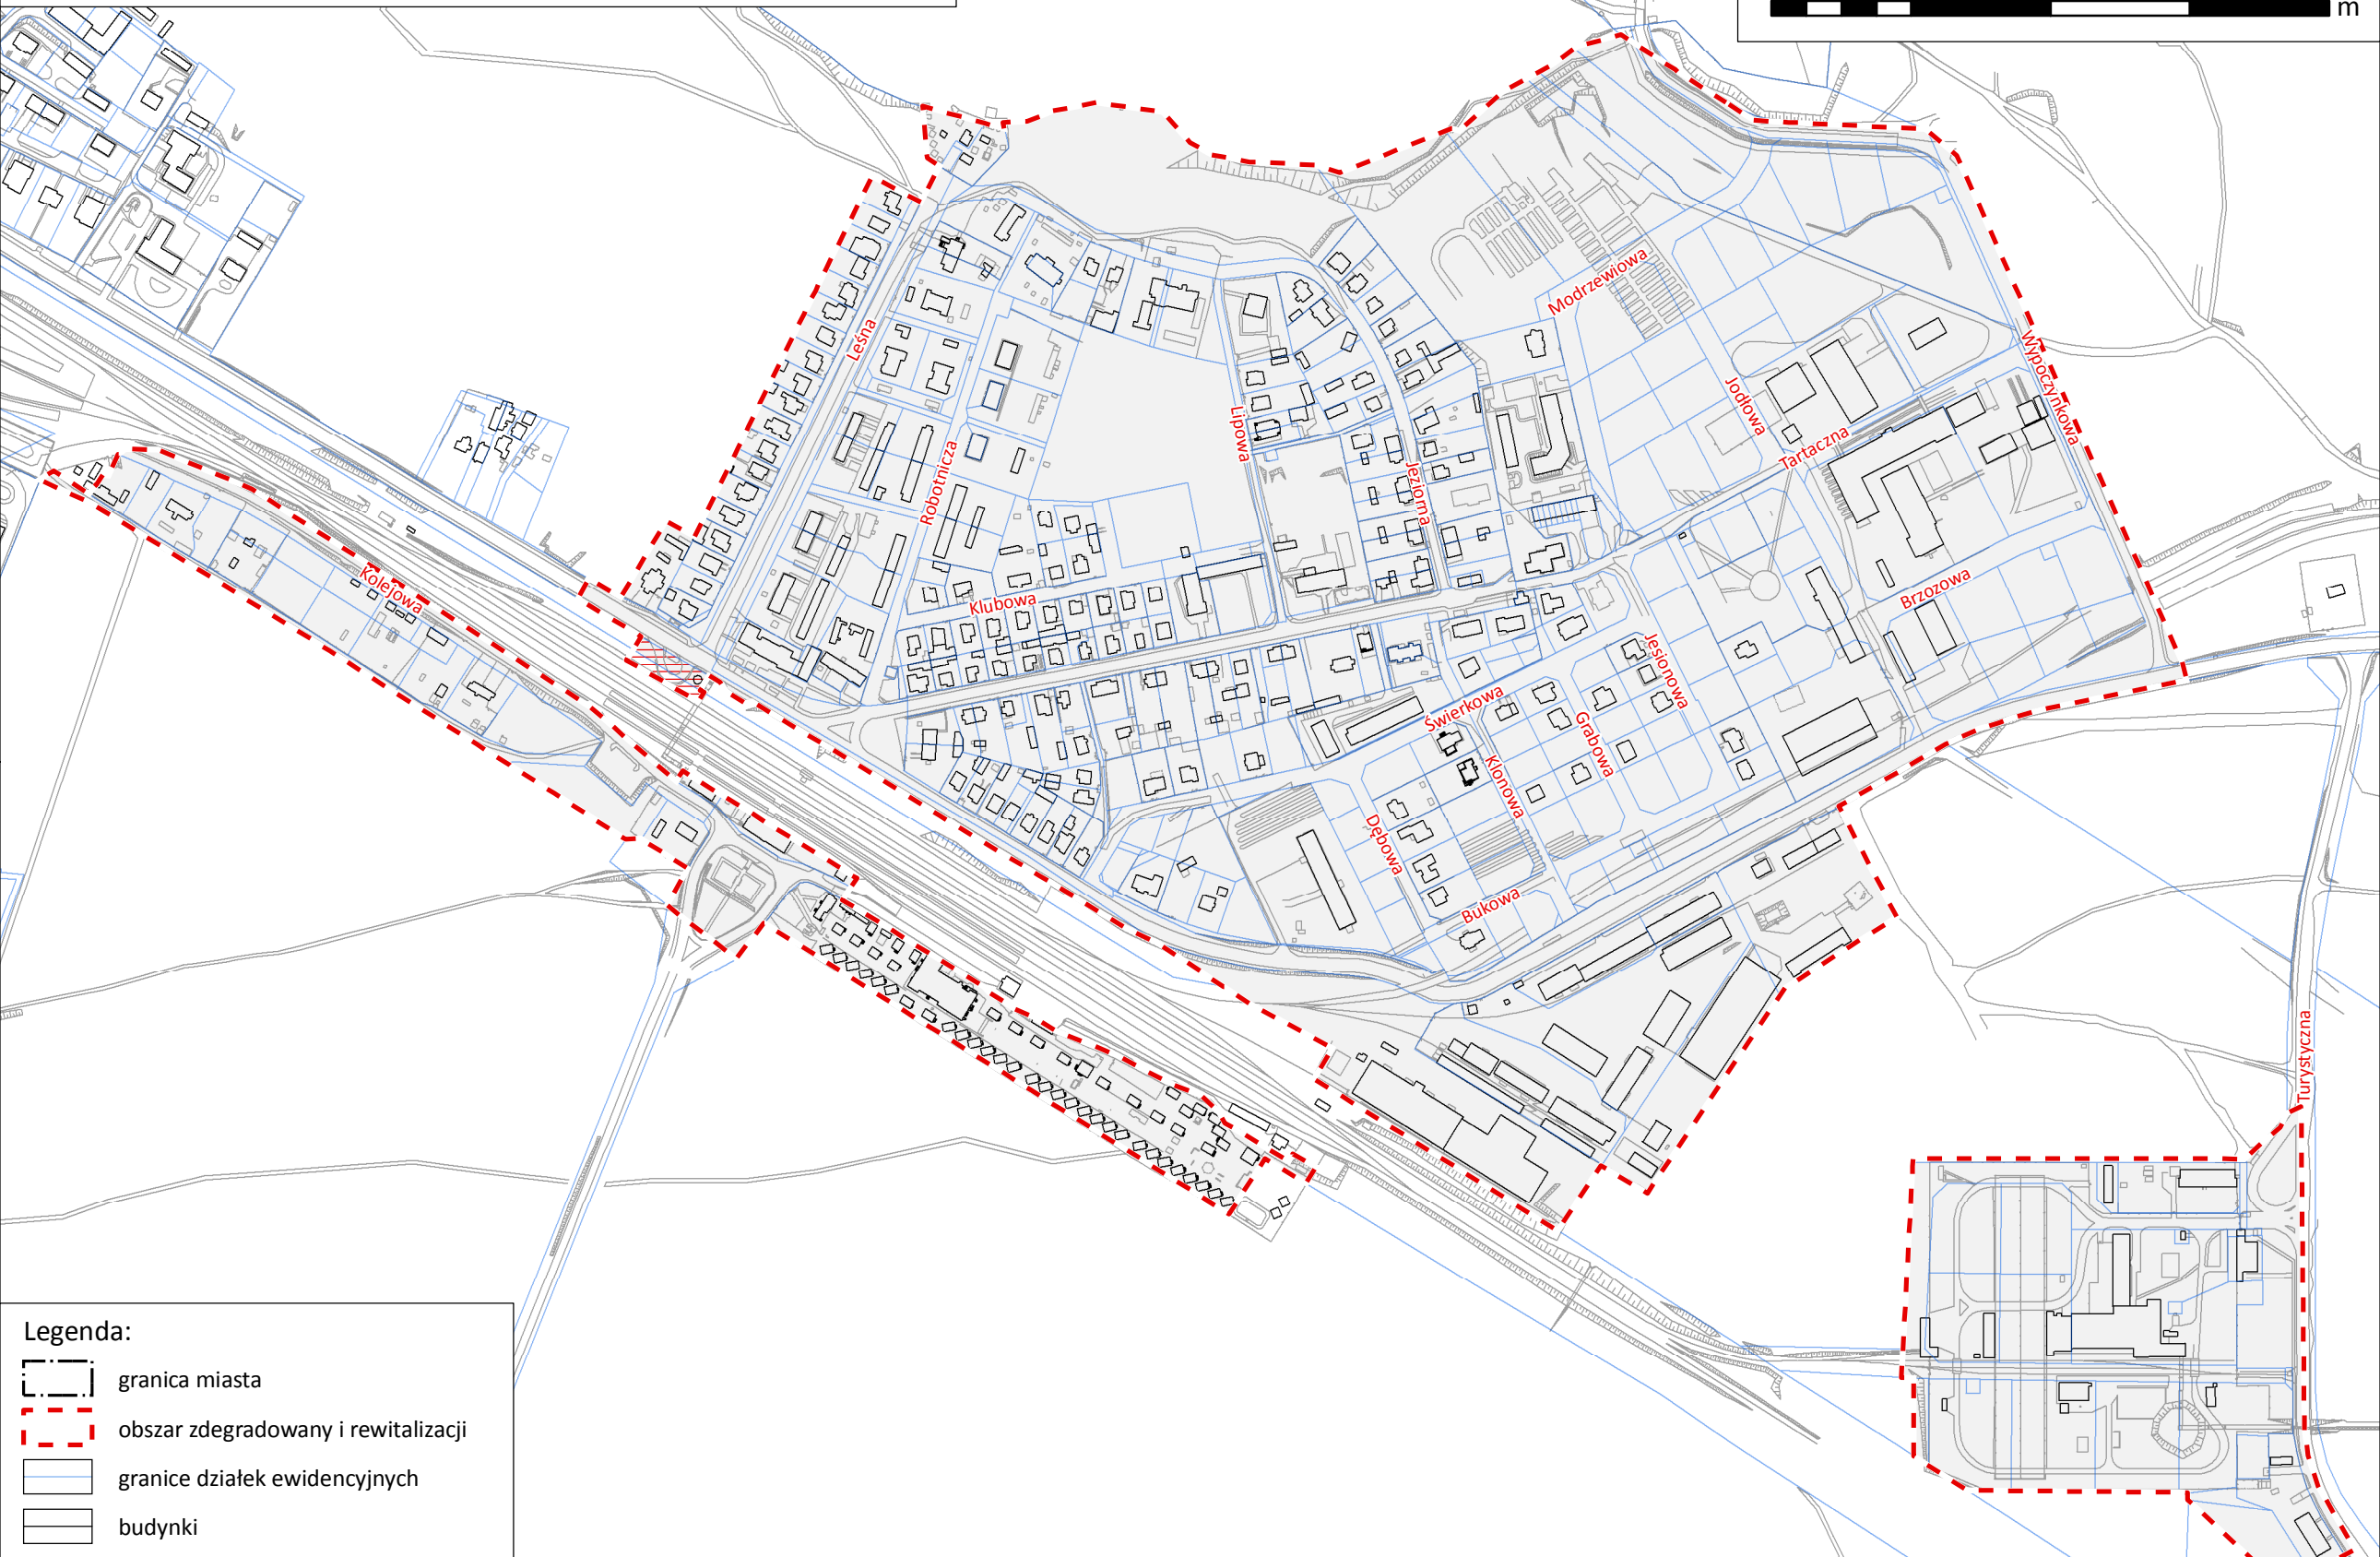 m
Modrzewiowa
Leśna
Wypoczynkowa
Jodłowa
Lipowa
Tartaczna
Robotnicza
Jeziorna
Kolejowa
Klubowa
Brzozowa
Jesionowa
Świerkowa
Grabowa
Klonowa
Dębowa
Bukowa
Turystyczna
Legenda:
granica miasta
obszar zdegradowany i rewitalizacji
granice działek ewidencyjnych
budynki